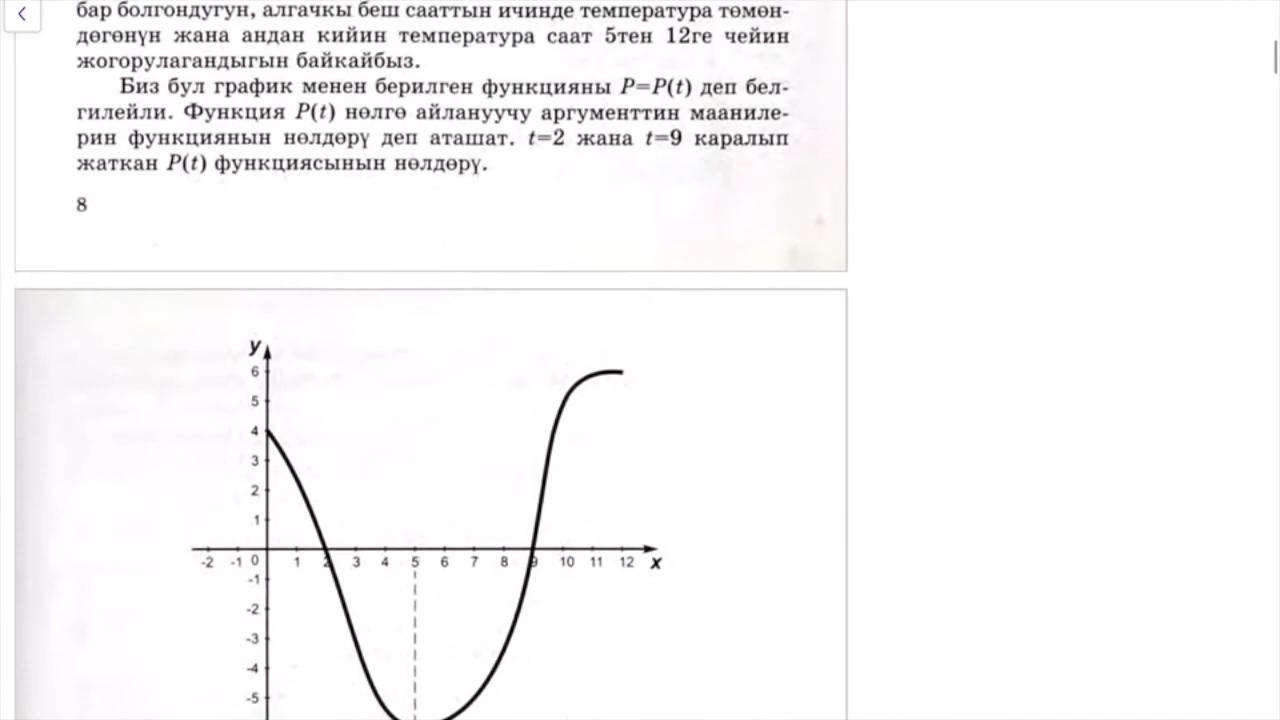 бар болгондугун, алгачкы беш сааттын ичинде температура төмөн-
дөгөнүн жана андан кийин температура саат 5тен 12ге чейин
жогорулагандыгын байкайбыз.
Биз бул график менен берилген функцияны P=P(t) деп бел-
гилейли. Функция P(t) нөлгө айлануучу аргументтин мааниле-
рин функциянын нөлдөрү деп аташат. t=2 жана t=9 каралып
жаткан P(t) функциясынын нөлдөрү.
8
y
6
5
4
3
2
1
-2 -1 0 1 2 3 4 5 6 7 8 9 10 11 12 x
-1
-2
-3
-4
-5